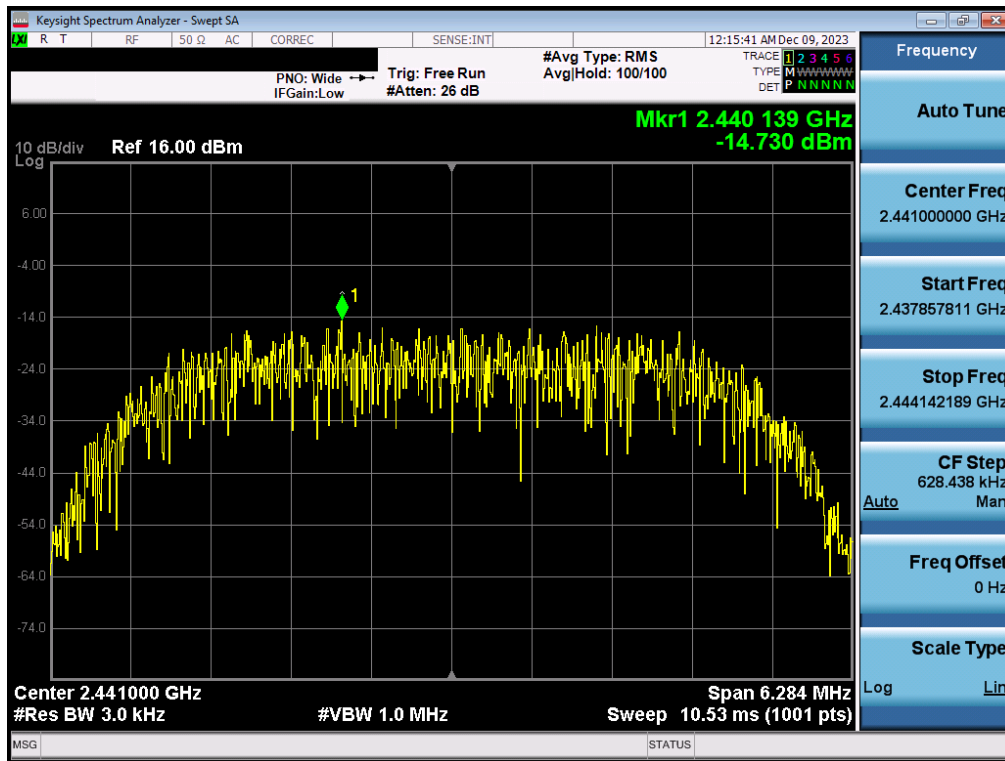 Keysight Spectrum Analyzer - Swept SA
LXI R T RF 50 Ω AC CORREC SENSE:INT 12:15:41 AM Dec 09, 2023
PNO: Wide
IFGain:Low
Trig: Free Run
#Atten: 26 dB
#Avg Type: RMS
Avg|Hold: 100/100
TRACE 1 2 3 4 5 6
TYPE M WWWWW
DET P N N N N N
Mkr1 2.440 139 GHz
-14.730 dBm
10 dB/div Ref 16.00 dBm
Log
6.00
-4.00
1
-14.0
-24.0
-34.0
-44.0
-54.0
-64.0
-74.0
Center 2.441000 GHz Span 6.284 MHz
#Res BW 3.0 kHz #VBW 1.0 MHz Sweep 10.53 ms (1001 pts)
MSG STATUS
Frequency
Auto Tune
Center Freq
2.441000000 GHz
Start Freq
2.437857811 GHz
Stop Freq
2.444142189 GHz
CF Step
628.438 kHz
Auto Man
Freq Offset
0 Hz
Scale Type
Log Lin